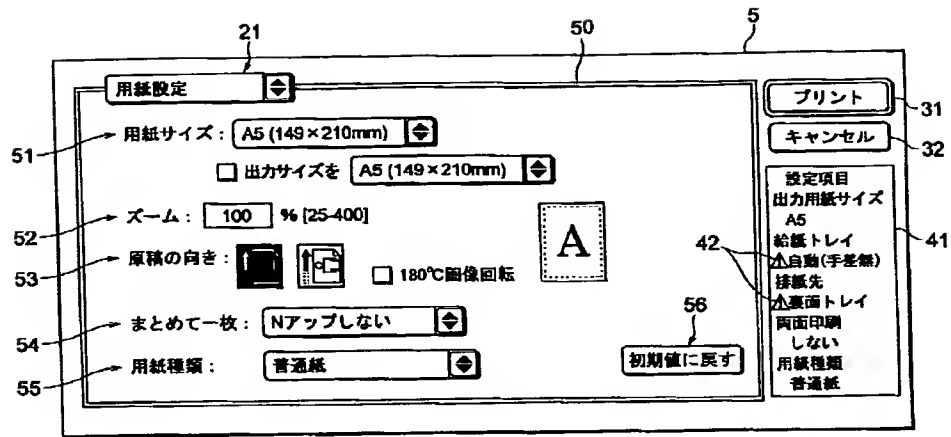 21
50
5
用紙設定
プリント
31
51
用紙サイズ： A5 (149×210mm)
キャンセル
32
出力サイズを A5 (149×210mm)
設定項目
出力用紙サイズ
A5
給紙トレイ
⚠自動(手差無)
排紙先
⚠裏面トレイ
両面印刷
しない
用紙種類
普通紙
41
42
52
ズーム： 100 % [25-400]
A
53
原稿の向き：
180℃画像回転
54
まとめて一枚： Nアップしない
56
55
用紙種類： 普通紙
初期値に戻す